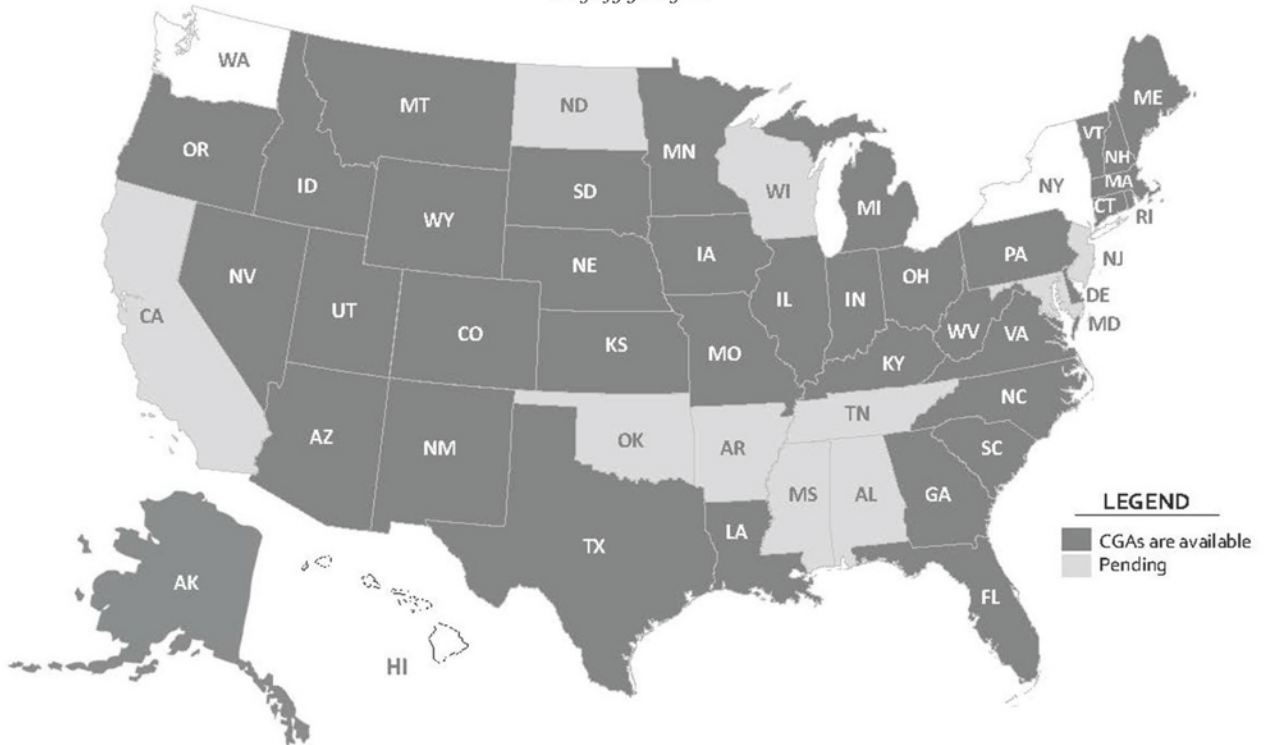 WA
MT
ND
MN
ME
VT
NH
OR
ID
SD
WI
NY
MA
CT
RI
WY
MI
IA
PA
NJ
NV
NE
IL
IN
OH
DE
MD
UT
CO
CA
KS
MO
WV
VA
KY
NC
AZ
NM
OK
AR
TN
SC
MS
AL
GA
LEGEND
CGAs are available
Pending
TX
LA
FL
AK
HI